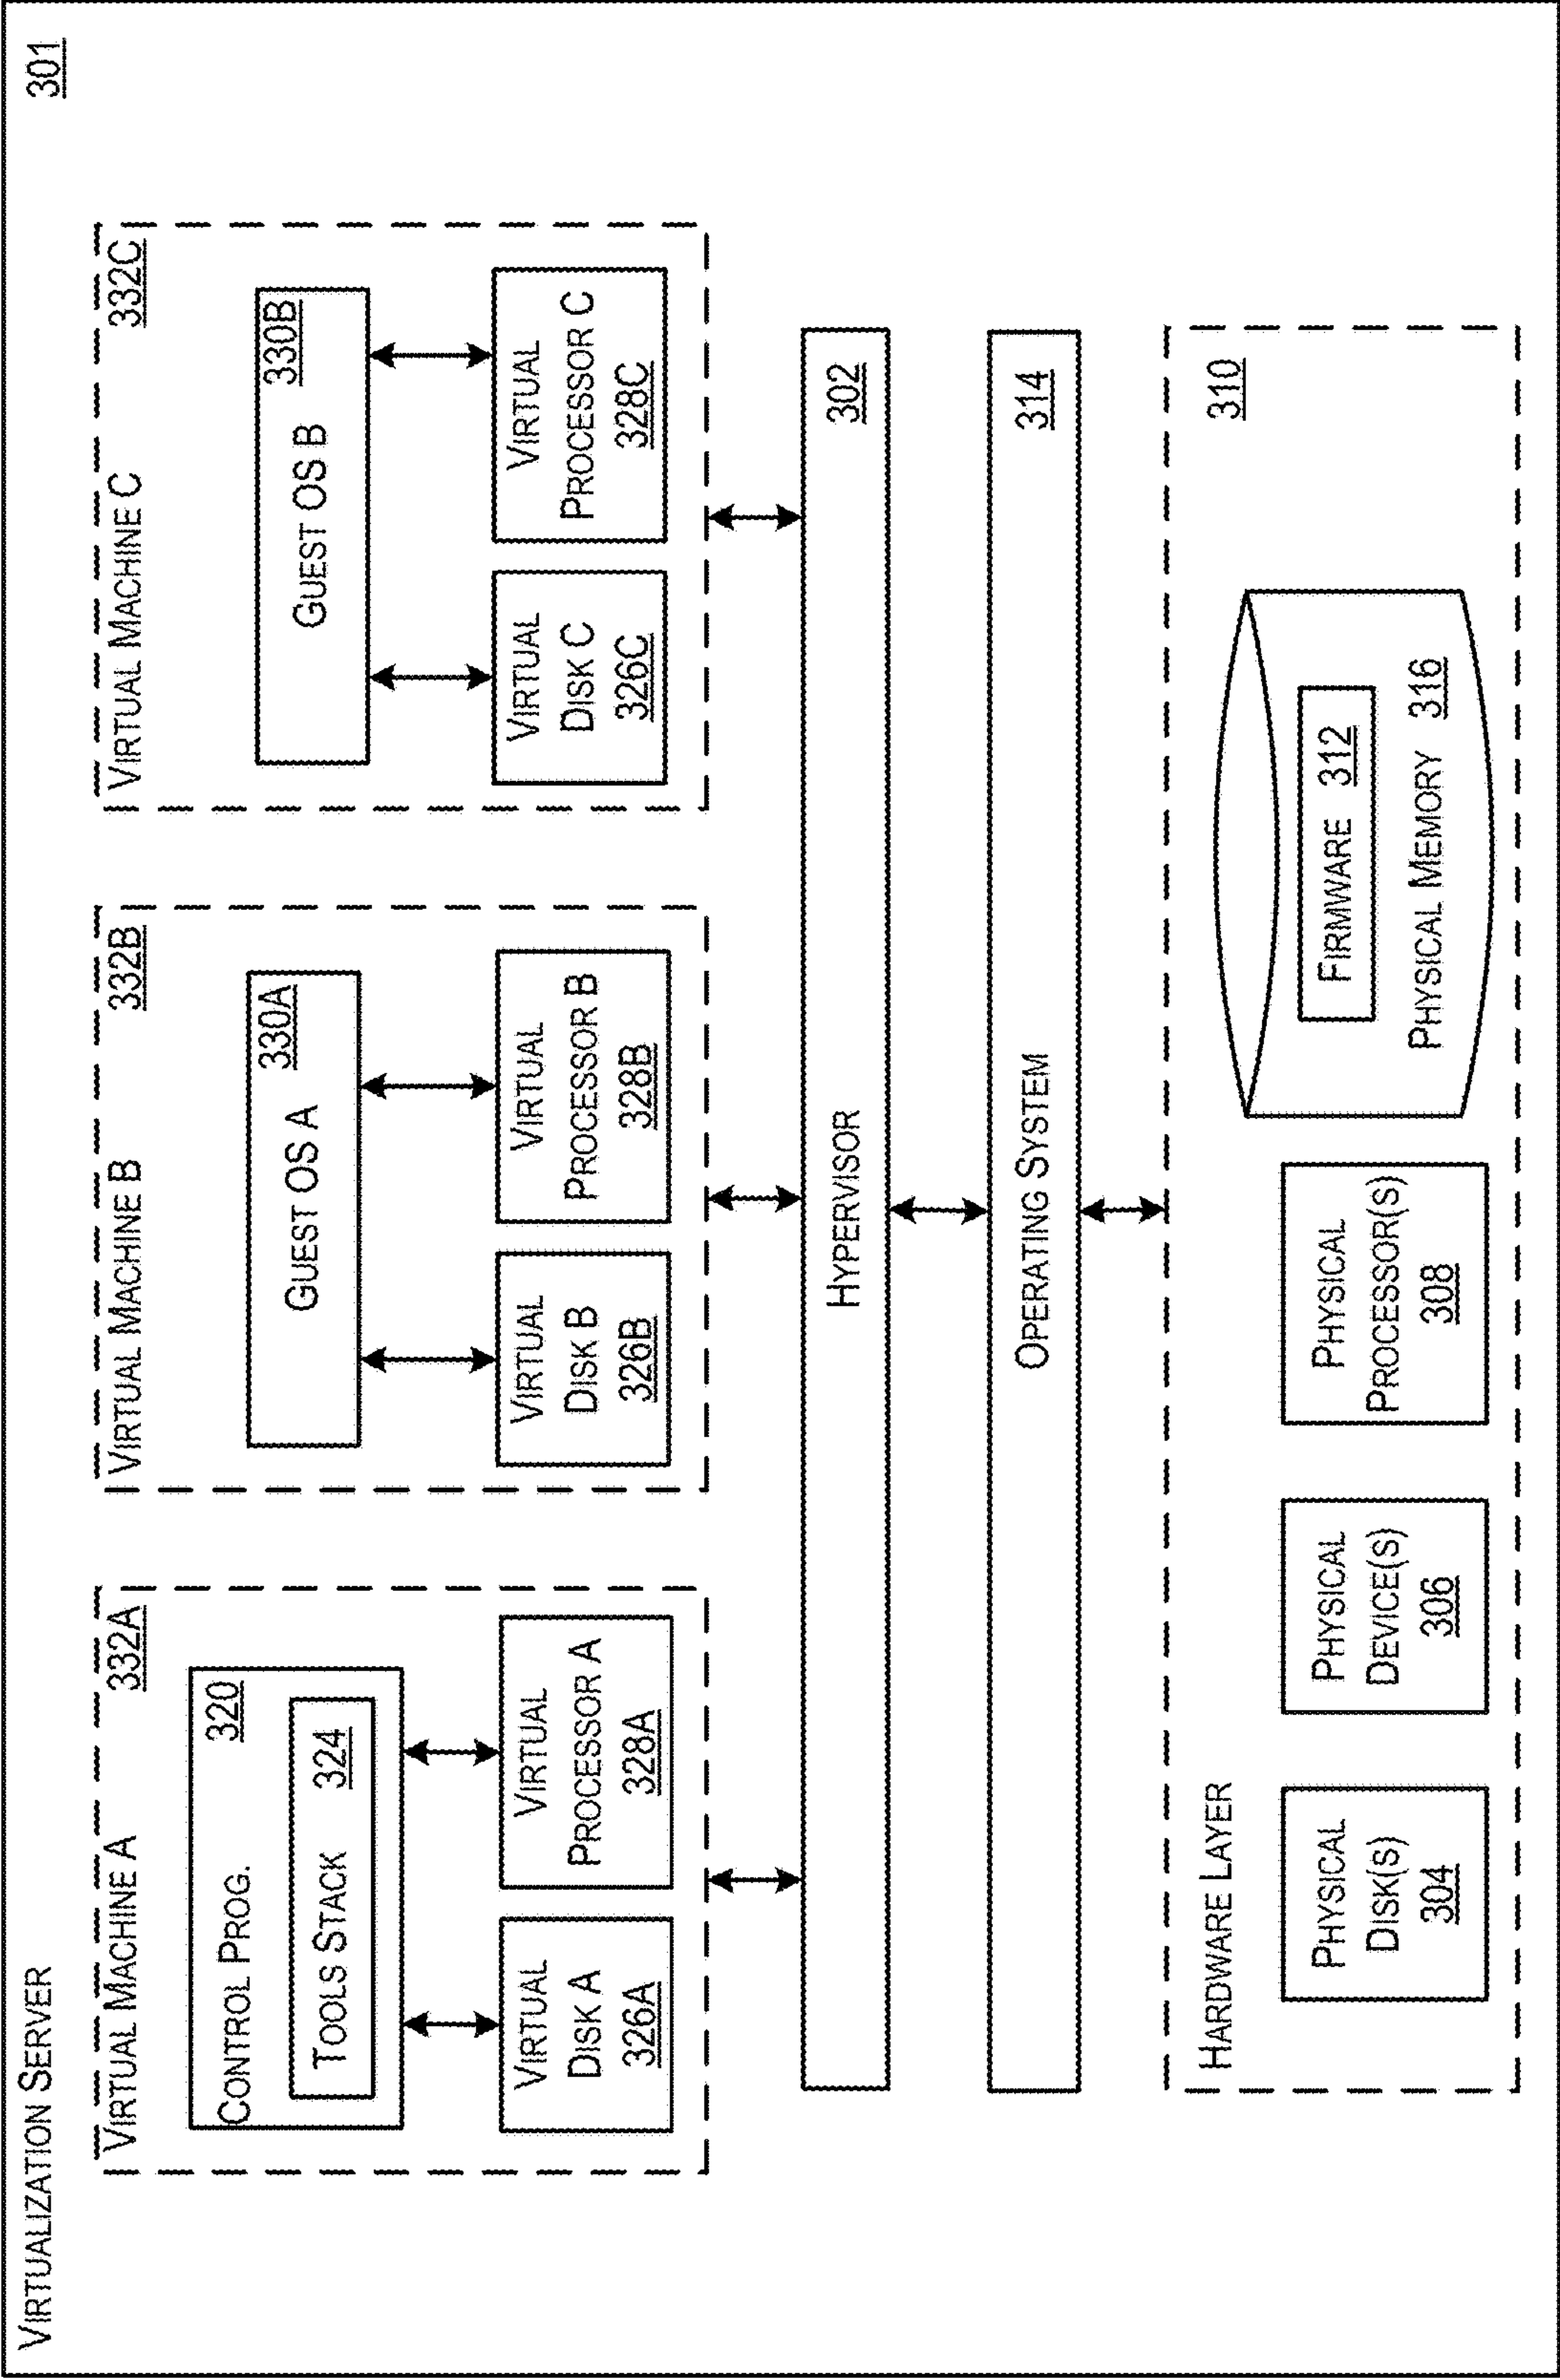 VIRTUALIZATION SERVER
301
VIRTUAL MACHINE A
332A
CONTROL PROG.
320
TOOLS STACK 324
VIRTUAL
DISK A
326A
VIRTUAL
PROCESSOR A
328A
VIRTUAL MACHINE B
332B
330A
GUEST OS A
VIRTUAL
DISK B
326B
VIRTUAL
PROCESSOR B
328B
VIRTUAL MACHINE C
332C
330B
GUEST OS B
VIRTUAL
DISK C
326C
VIRTUAL
PROCESSOR C
328C
HYPERVISOR
302
OPERATING SYSTEM
314
HARDWARE LAYER
310
PHYSICAL
DISK(S)
304
PHYSICAL
DEVICE(S)
306
PHYSICAL
PROCESSOR(S)
308
FIRMWARE 312
PHYSICAL MEMORY 316